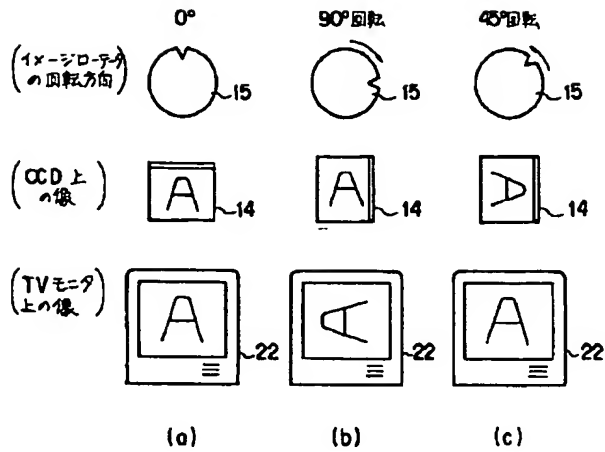 0° 90°回転 45°回転
(イメージローテータの回転方向) 15 15 15
(CCD上の像) A 14 A 14 A 14
(TVモニタ上の像) A 22 A 22 A 22
(a) (b) (c)